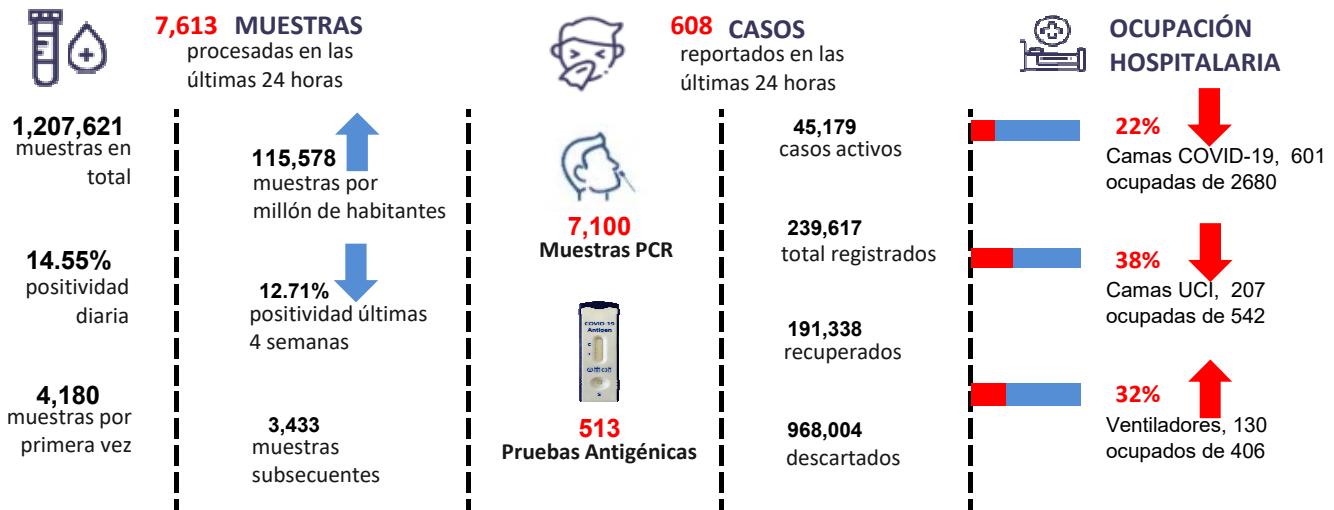 7,613 MUESTRAS
procesadas en las
últimas 24 horas
1,207,621
muestras en
total
14.55%
positividad
diaria
4,180
muestras por
primera vez
115,578
muestras por
millón de habitantes
12.71%
positividad últimas
4 semanas
3,433
muestras
subsecuentes
608 CASOS
reportados en las
últimas 24 horas
7,100
Muestras PCR
COVID-19
Antigen
C
513
Pruebas Antigénicas
45,179
casos activos
239,617
total registrados
191,338
recuperados
968,004
descartados
OCUPACIÓN
HOSPITALARIA
22%
Camas COVID-19, 601
ocupadas de 2680
38%
Camas UCI, 207
ocupadas de 542
32%
Ventiladores, 130
ocupados de 406